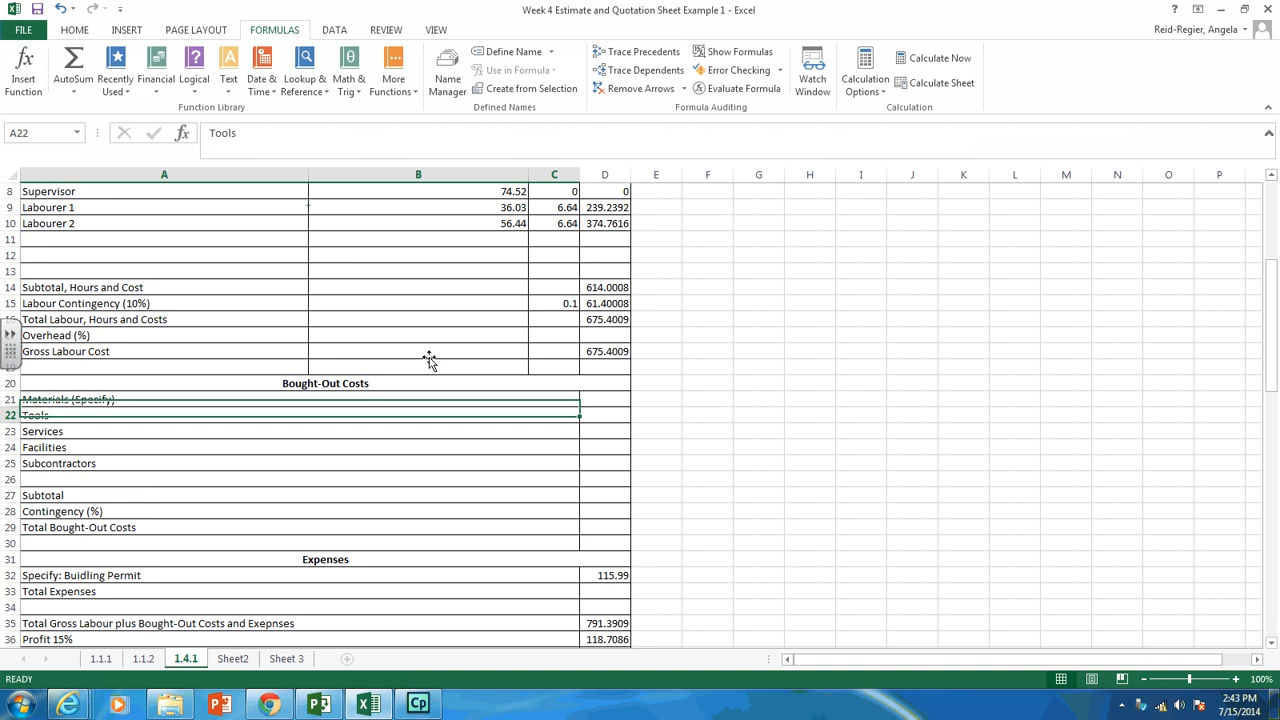 Week 4 Estimate and Quotation Sheet Example 1 - Excel
FILE HOME INSERT PAGE LAYOUT FORMULAS DATA REVIEW VIEW Reid-Regier, Angela
Insert Function
AutoSum
Recently Used
Financial
Logical
Text
Date & Time
Lookup & Reference
Math & Trig
More Functions
Function Library
Name Manager
Define Name
Use in Formula
Create from Selection
Defined Names
Trace Precedents
Trace Dependents
Remove Arrows
Show Formulas
Error Checking
Evaluate Formula
Formula Auditing
Watch Window
Calculation Options
Calculate Now
Calculate Sheet
Calculation
A22 fx Tools
A B C D E F G H I J K L M N O P
8 Supervisor 74.52 0 0
9 Labourer 1 36.03 6.64 239.2392
10 Labourer 2 56.44 6.64 374.7616
11
12
13
14 Subtotal, Hours and Cost 614.0008
15 Labour Contingency (10%) 0.1 61.40008
16 Total Labour, Hours and Costs 675.4009
Overhead (%)
Gross Labour Cost 675.4009
19
20 Bought-Out Costs
21 Materials (Specify)
22 Tools
23 Services
24 Facilities
25 Subcontractors
26
27 Subtotal
28 Contingency (%)
29 Total Bought-Out Costs
30
31 Expenses
32 Specify: Buidling Permit 115.99
33 Total Expenses
34
35 Total Gross Labour plus Bought-Out Costs and Exepnses 791.3909
36 Profit 15% 118.7086
1.1.1 1.1.2 1.4.1 Sheet2 Sheet 3
READY 100%
2:43 PM
7/15/2014